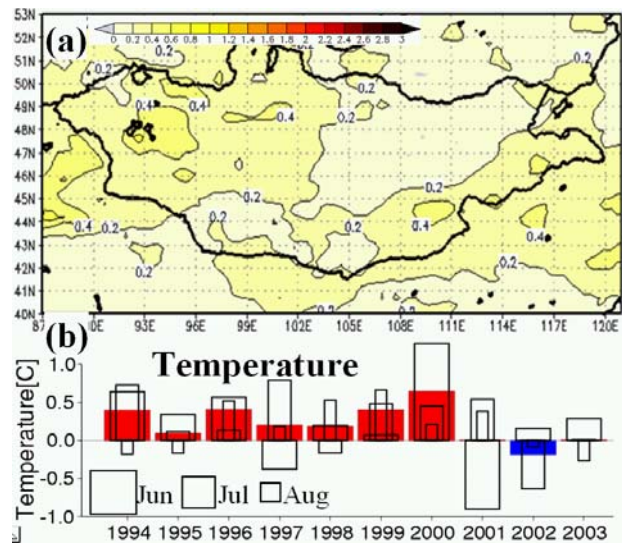 53N
52N
51N
50N
49N
48N
47N
46N
45N
44N
43N
42N
41N
40N
(a)
0 0.2 0.4 0.6 0.8 1 1.2 1.4 1.6 1.8 2 2.2 2.4 2.6 2.8 3
0.2
0.2
0.2
0.2
0.4
0.4
0.4
0.2
0.2
0.2
0.2
0.4
0.2
0.4
0.4
0.2
0.2
0.2
87 0E 93E 96E 99E 102E 105E 108E 111E 114E 117E 120E
(b)
Temperature
Temperature[C]
1.0
0.5
0.0
-0.5
-1.0
Jun Jul Aug
1994 1995 1996 1997 1998 1999 2000 2001 2002 2003